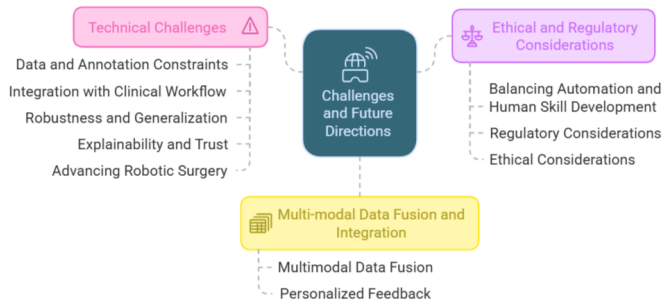 Technical Challenges
Data and Annotation Constraints
Integration with Clinical Workflow
Robustness and Generalization
Explainability and Trust
Advancing Robotic Surgery
Challenges
and Future
Directions
Ethical and Regulatory
Considerations
Balancing Automation and
Human Skill Development
Regulatory Considerations
Ethical Considerations
Multi-modal Data Fusion and
Integration
Multimodal Data Fusion
Personalized Feedback